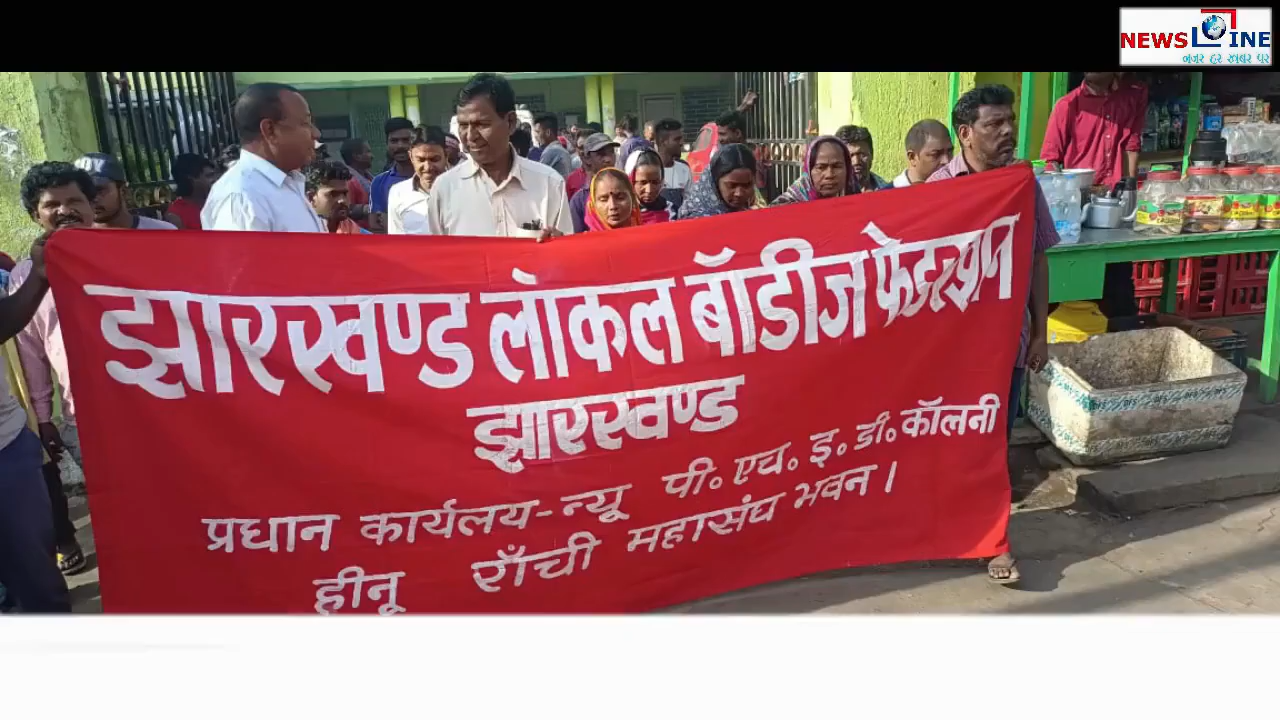 NEWS LINE
नजर हर खबर पर
झारखण्ड लोकल बॉडीज फेडरेशन
झारखण्ड
प्रधान कार्यलय-न्यू पी॰एच॰इ॰डी॰कॉलनी
हीनू राँची महासंघ भवन।